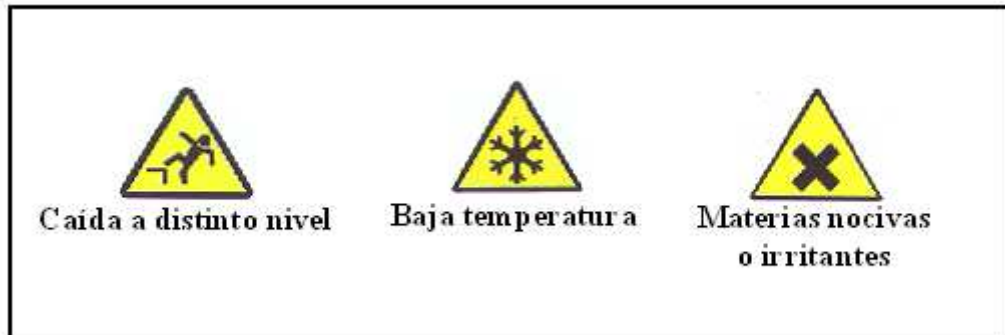 Caída a distinto nivel
Baja temperatura
Materias nocivas
o irritantes